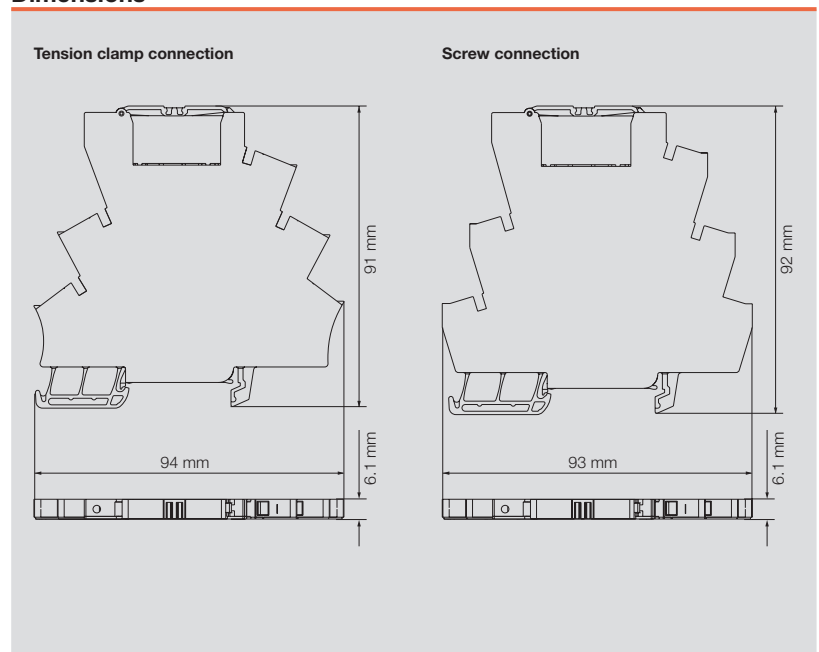 Dimensions
Tension clamp connection
Screw connection
91 mm
94 mm
6.1 mm
92 mm
93 mm
6.1 mm